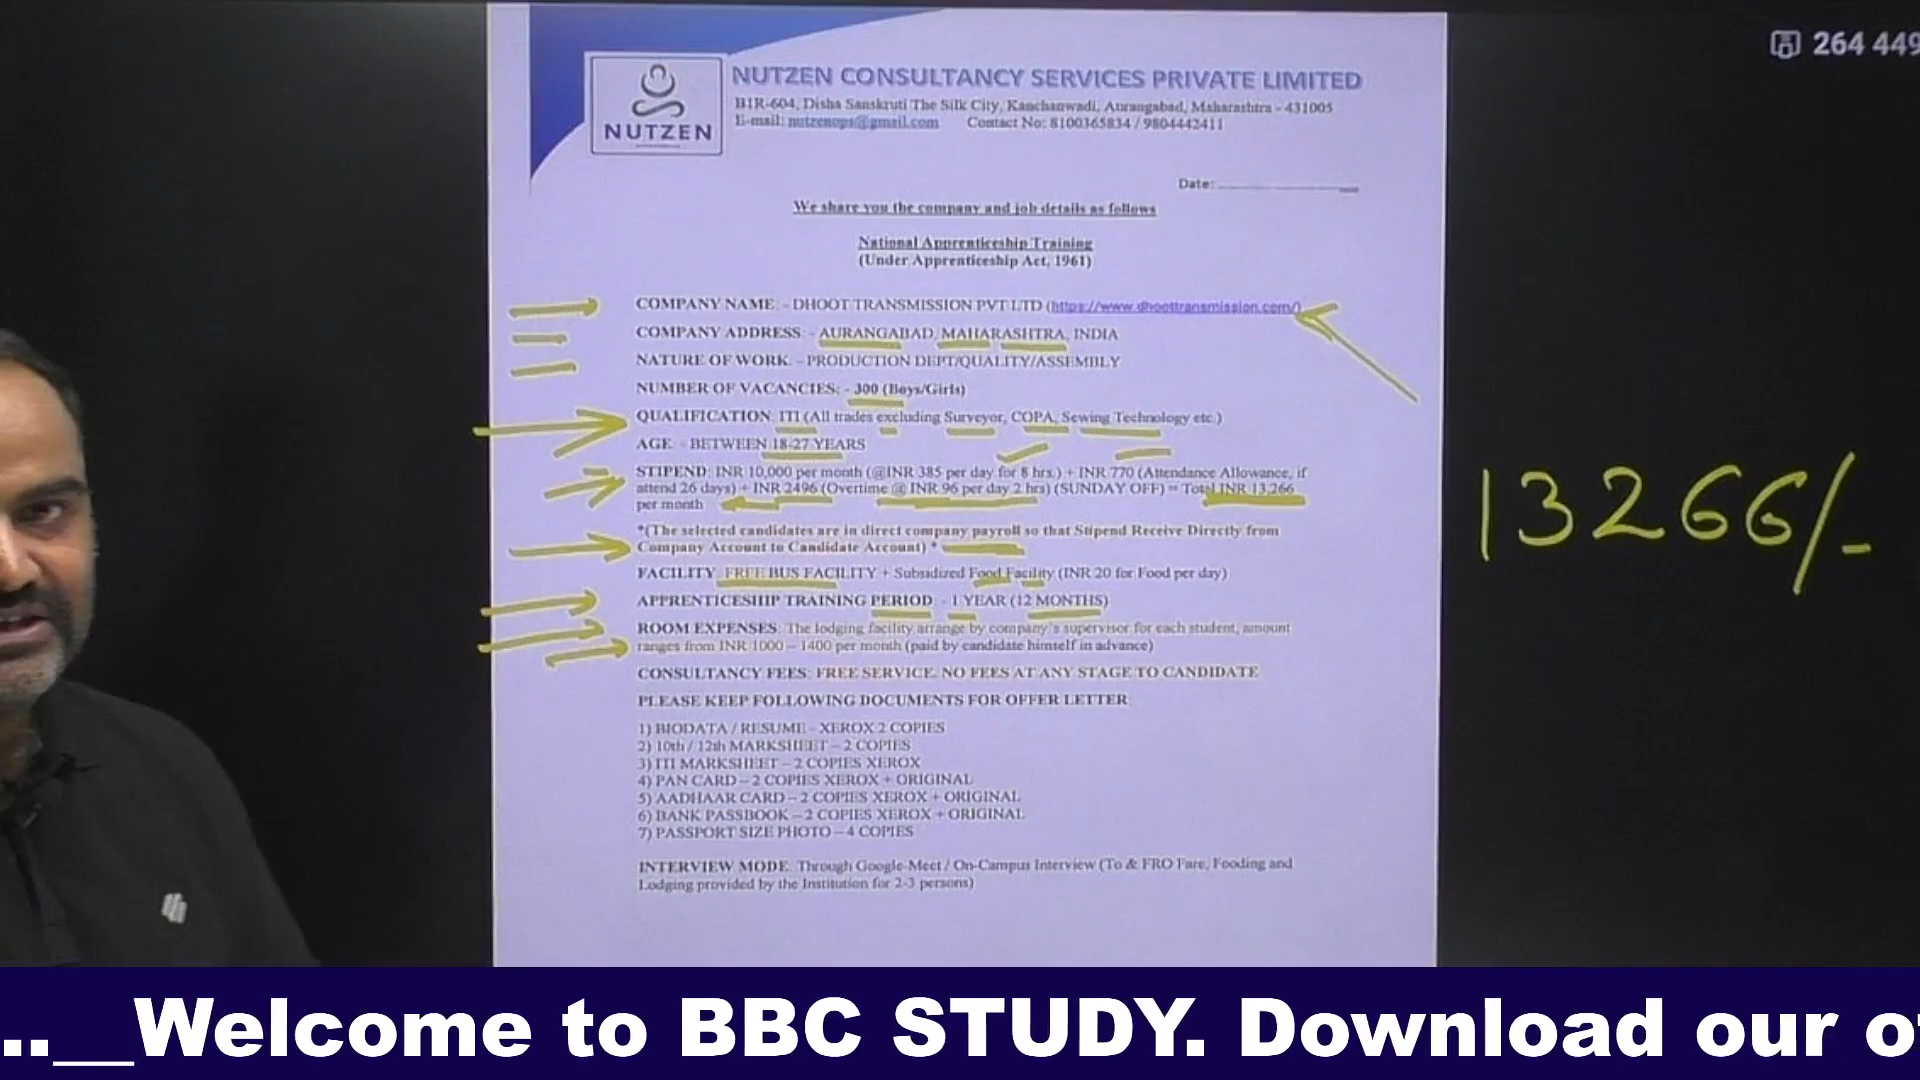 264 449
NUTZEN
NUTZEN CONSULTANCY SERVICES PRIVATE LIMITED
B1R-604, Disha Sanskruti The Silk City, Kanchanwadi, Aurangabad, Maharashtra - 431005
E-mail: nutzenops@gmail.com Contact No: 8100365834 / 9804442411
Date:
We share you the company and job details as follows
National Apprenticeship Training
(Under Apprenticeship Act, 1961)
COMPANY NAME: - DHOOT TRANSMISSION PVT LTD (https://www.dhoottransmission.com/)
COMPANY ADDRESS: - AURANGABAD, MAHARASHTRA, INDIA
NATURE OF WORK: - PRODUCTION DEPT/QUALITY/ASSEMBLY
NUMBER OF VACANCIES: - 300 (Boys/Girls)
QUALIFICATION: ITI (All trades excluding Surveyor, COPA, Sewing Technology etc.)
AGE: - BETWEEN 18-27 YEARS
STIPEND: INR 10,000 per month (@INR 385 per day for 8 hrs.) + INR 770 (Attendance Allowance, if
attend 26 days) + INR 2496 (Overtime @ INR 96 per day 2 hrs) (SUNDAY OFF) = Total INR 13,266
per month
*(The selected candidates are in direct company payroll so that Stipend Receive Directly from
Company Account to Candidate Account) *
FACILITY: FREE BUS FACILITY + Subsidized Food Facility (INR 20 for Food per day)
APPRENTICESHIP TRAINING PERIOD: - 1 YEAR (12 MONTHS)
ROOM EXPENSES: The lodging facility arrange by company's supervisor for each student, amount
ranges from INR 1000 – 1400 per month (paid by candidate himself in advance)
CONSULTANCY FEES: FREE SERVICE. NO FEES AT ANY STAGE TO CANDIDATE
PLEASE KEEP FOLLOWING DOCUMENTS FOR OFFER LETTER
1) BIODATA / RESUME - XEROX 2 COPIES
2) 10th / 12th MARKSHEET – 2 COPIES
3) ITI MARKSHEET – 2 COPIES XEROX
4) PAN CARD – 2 COPIES XEROX + ORIGINAL
5) AADHAAR CARD – 2 COPIES XEROX + ORIGINAL
6) BANK PASSBOOK – 2 COPIES XEROX + ORIGINAL
7) PASSPORT SIZE PHOTO – 4 COPIES
INTERVIEW MODE: Through Google-Meet / On-Campus Interview (To & FRO Fare, Fooding and
Lodging provided by the Institution for 2-3 persons)
13266/-
..__Welcome to BBC STUDY. Download our of